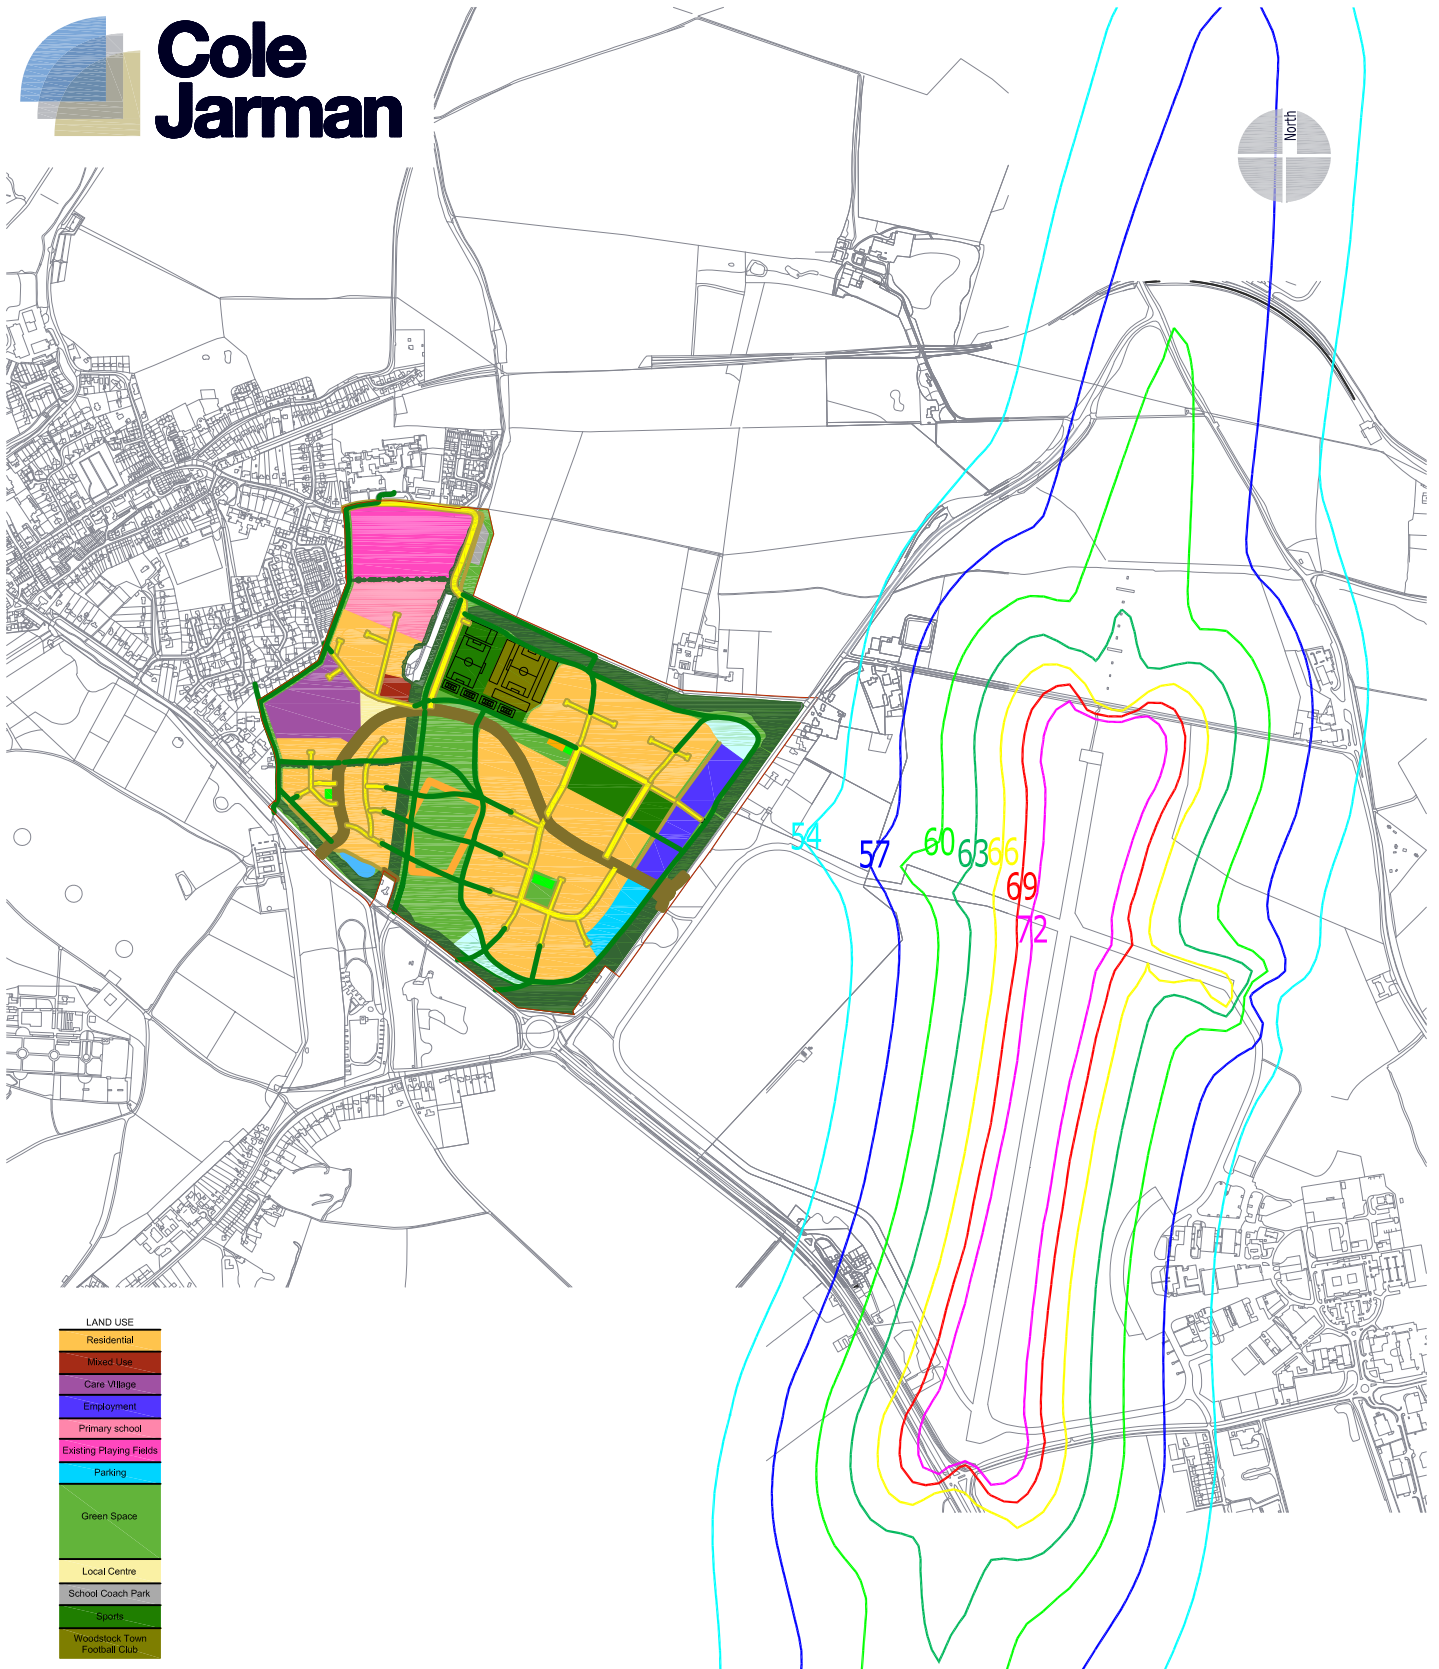 Cole
Jarman
North
54
57
60
63
66
69
72
LAND USE
Residential
Mixed Use
Care Village
Employment
Primary school
Existing Playing Fields
Parking
Green Space
Local Centre
School Coach Park
Sports
Woodstock Town
Football Club